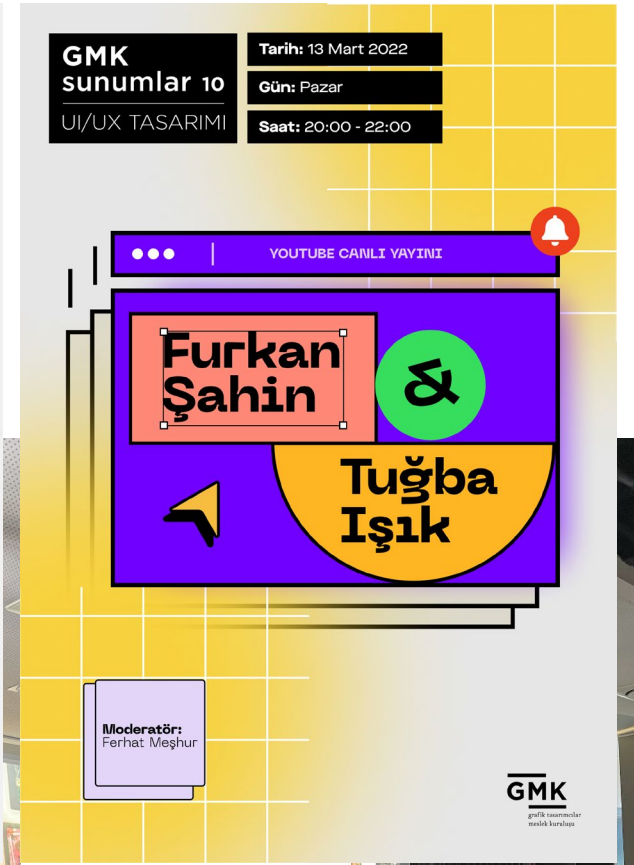 GMK
sunumlar 10
UI/UX TASARIMI
Tarih: 13 Mart 2022
Gün: Pazar
Saat: 20:00 - 22:00
YOUTUBE CANLI YAYINI
Furkan
Şahin
&
Tuğba
Işık
Moderatör:
Ferhat Meşhur
GMK
grafik tasarımcılar
meslek kuruluşu